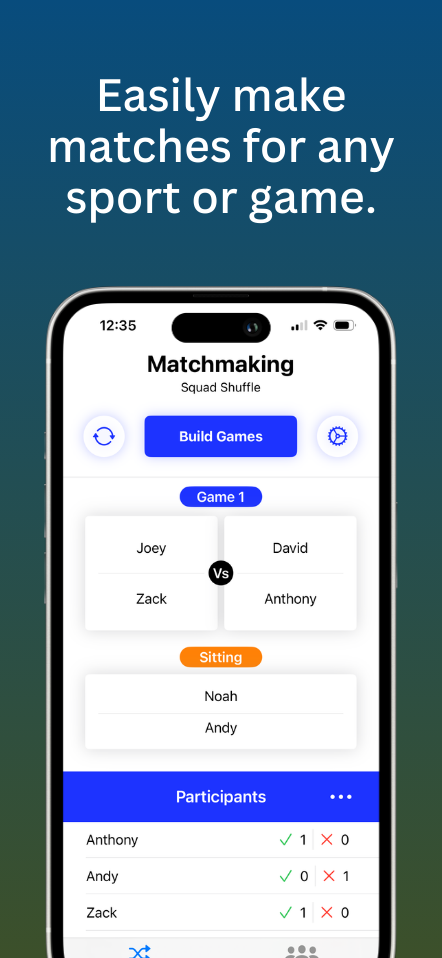 Easily make
matches for any
sport or game.
12:35
Matchmaking
Squad Shuffle
Build Games
Game 1
Joey
David
Vs
Zack
Anthony
Sitting
Noah
Andy
Participants
Anthony 1 0
Andy 0 1
Zack 1 0